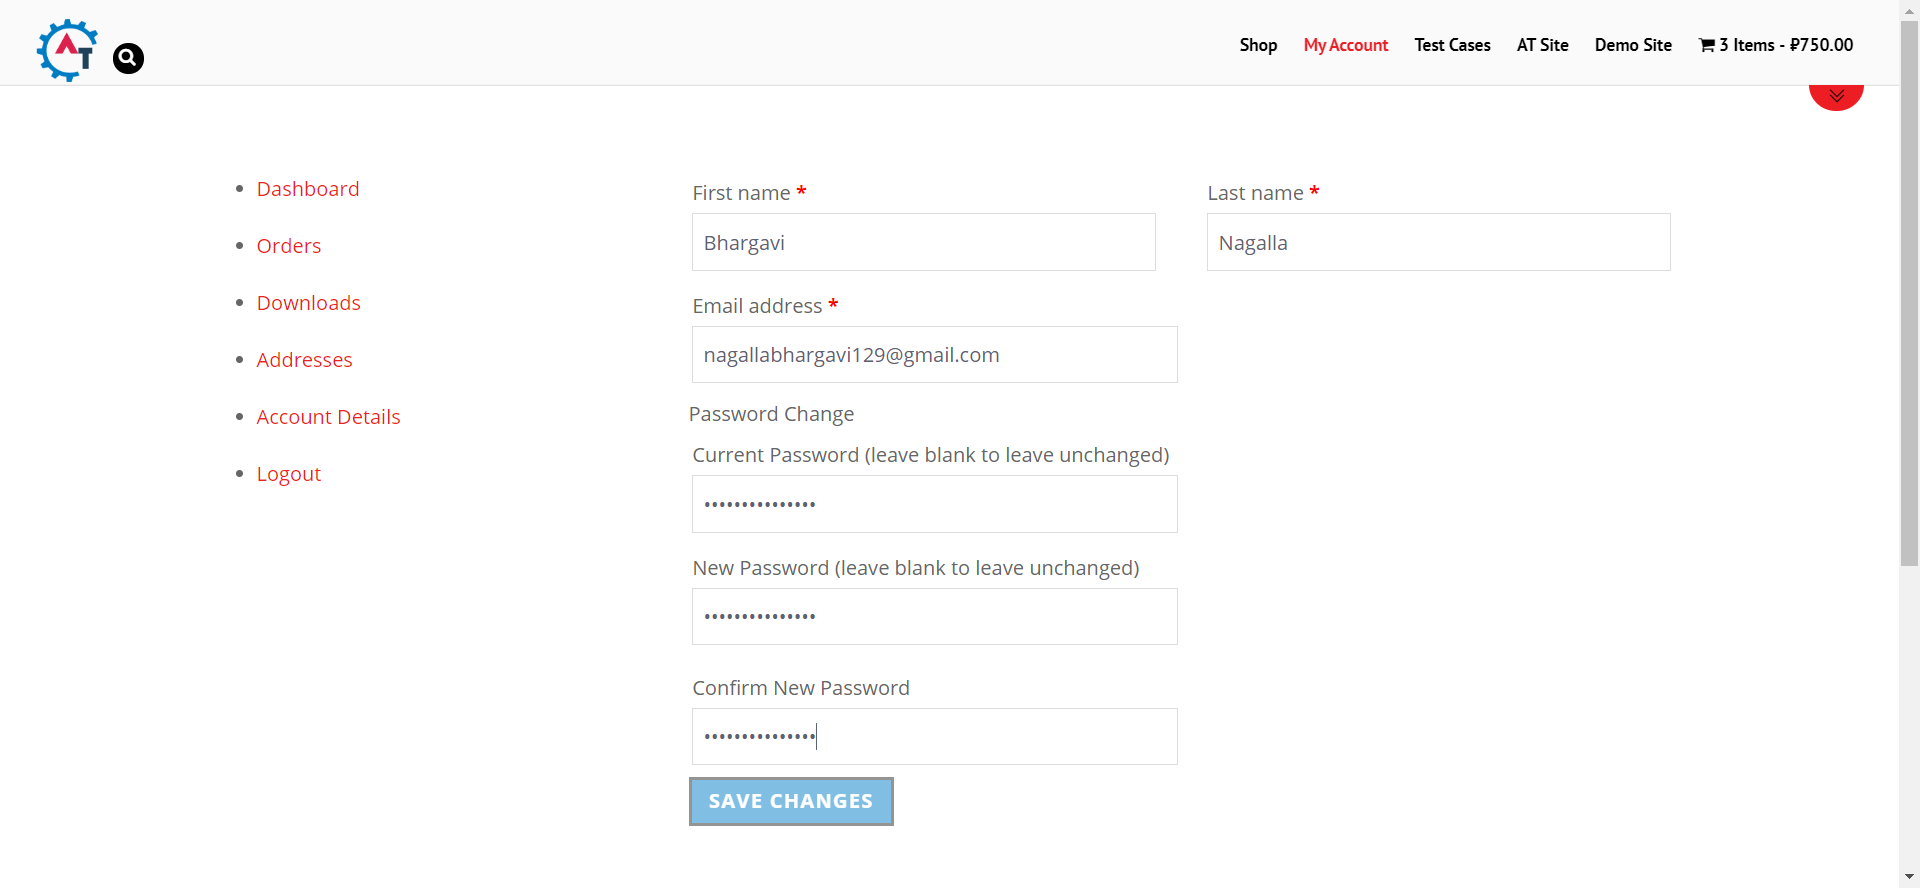 AT
Shop My Account Test Cases AT Site Demo Site 3 Items - ₽750.00
Dashboard
Orders
Downloads
Addresses
Account Details
Logout
First name *
Bhargavi
Last name *
Nagalla
Email address *
nagallabhargavi129@gmail.com
Password Change
Current Password (leave blank to leave unchanged)
•••••••••••••••
New Password (leave blank to leave unchanged)
•••••••••••••••
Confirm New Password
•••••••••••••••
SAVE CHANGES